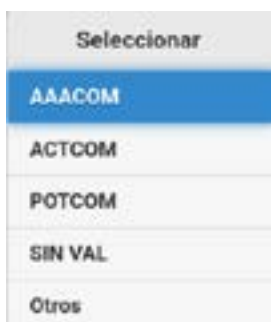 Seleccionar
AAACOM
ACTCOM
POTCOM
SIN VAL
Otros